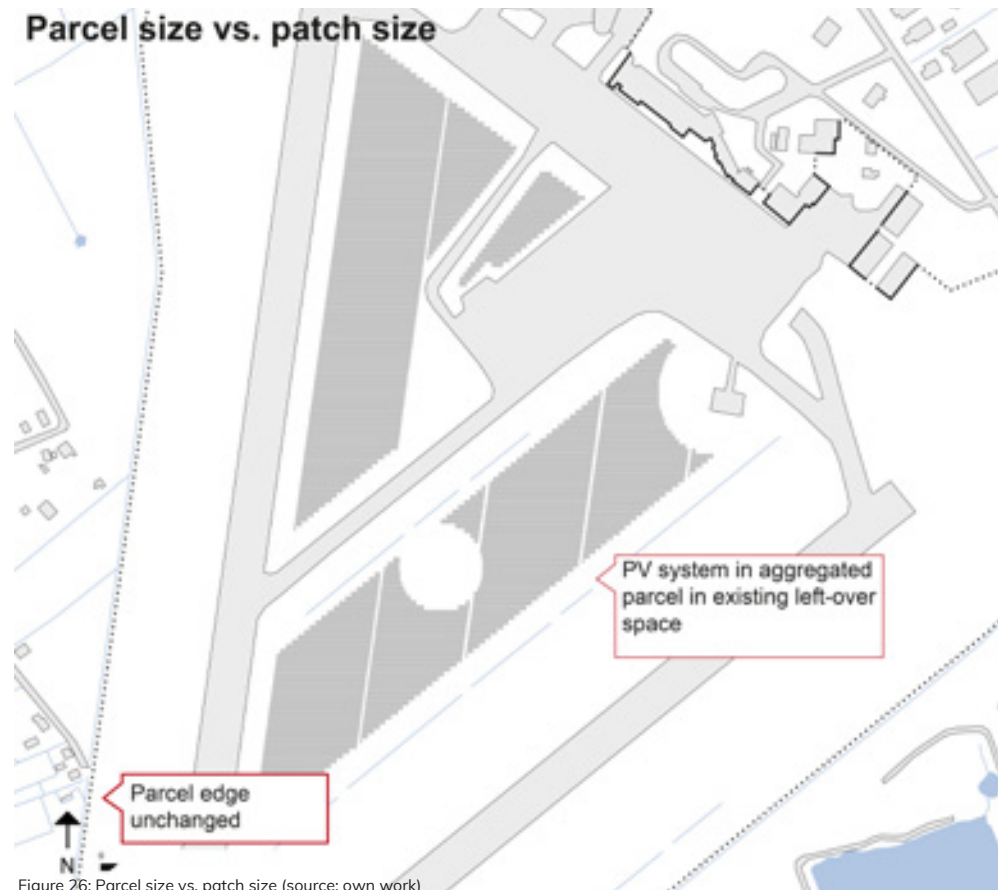 Parcel size vs. patch size
PV system in aggregated
parcel in existing left-over
space
Parcel edge
unchanged
N
Figure 26: Parcel size vs. patch size (source: own work)